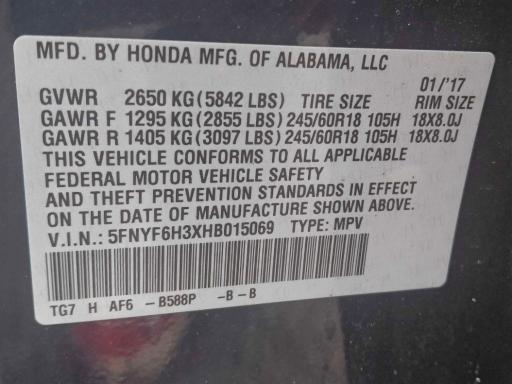 MFD. BY HONDA MFG. OF ALABAMA, LLC
01/'17
GVWR 2650 KG (5842 LBS) TIRE SIZE RIM SIZE
GAWR F 1295 KG (2855 LBS) 245/60R18 105H 18X8.0J
GAWR R 1405 KG (3097 LBS) 245/60R18 105H 18X8.0J
THIS VEHICLE CONFORMS TO ALL APPLICABLE
FEDERAL MOTOR VEHICLE SAFETY
AND THEFT PREVENTION STANDARDS IN EFFECT
ON THE DATE OF MANUFACTURE SHOWN ABOVE.
V.I.N.: 5FNYF6H3XHB015069 TYPE: MPV
TG7 H AF6 -B588P -B-B